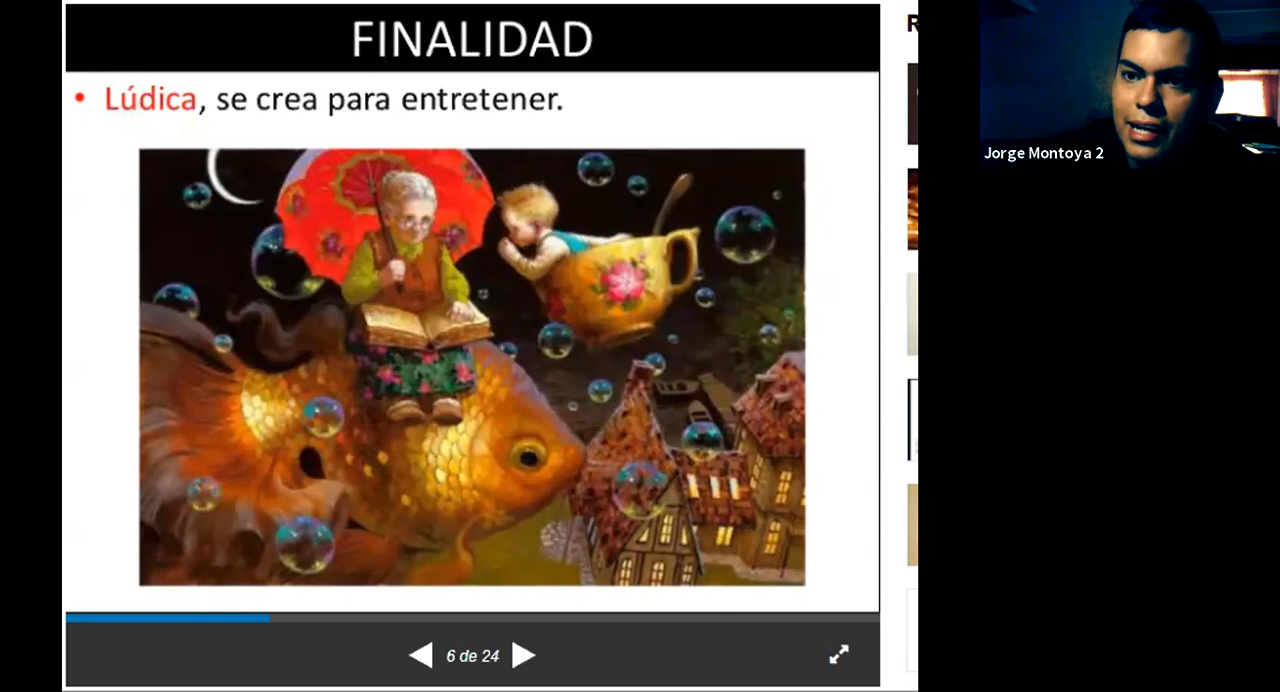 FINALIDAD
• Lúdica, se crea para entretener.
6 de 24
R
Jorge Montoya 2